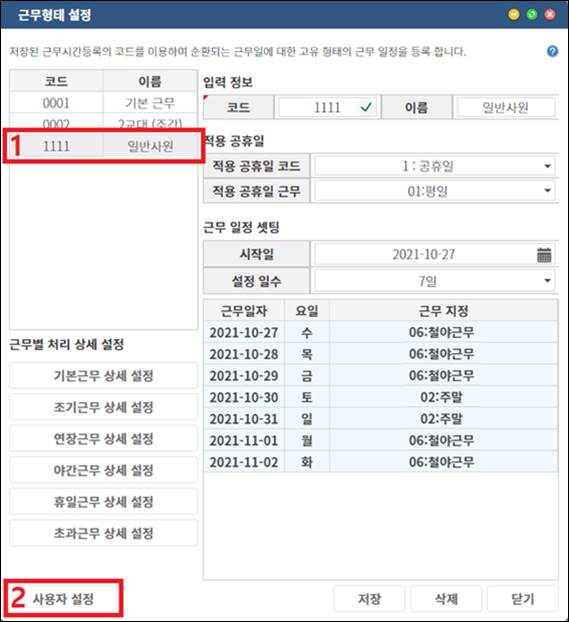 근무형태 설정
저장된 근무시간등록의 코드를 이용하여 순환되는 근무일에 대한 고유 형태의 근무 일정을 등록 합니다.
?
코드 이름
0001 기본 근무
0002 2교대 (주간)
1 1111 일반사원
입력 정보
코드 1111 이름 일반사원
적용 공휴일
적용 공휴일 코드 1 : 공휴일
적용 공휴일 근무 01:평일
근무 일정 셋팅
시작일 2021-10-27
설정 일수 7일
근무일자 요일 근무 지정
2021-10-27 수 06:철야근무
2021-10-28 목 06:철야근무
2021-10-29 금 06:철야근무
2021-10-30 토 02:주말
2021-10-31 일 02:주말
2021-11-01 월 06:철야근무
2021-11-02 화 06:철야근무
근무별 처리 상세 설정
기본근무 상세 설정
조기근무 상세 설정
연장근무 상세 설정
야간근무 상세 설정
휴일근무 상세 설정
초과근무 상세 설정
2 사용자 설정
저장 삭제 닫기